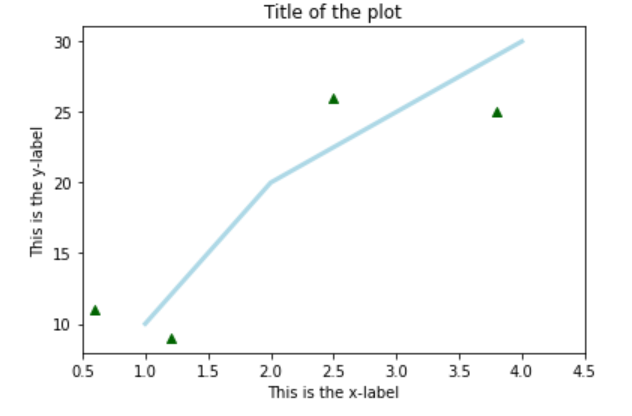 Title of the plot
This is the y-label
30
25
20
15
10
0.5 1.0 1.5 2.0 2.5 3.0 3.5 4.0 4.5
This is the x-label